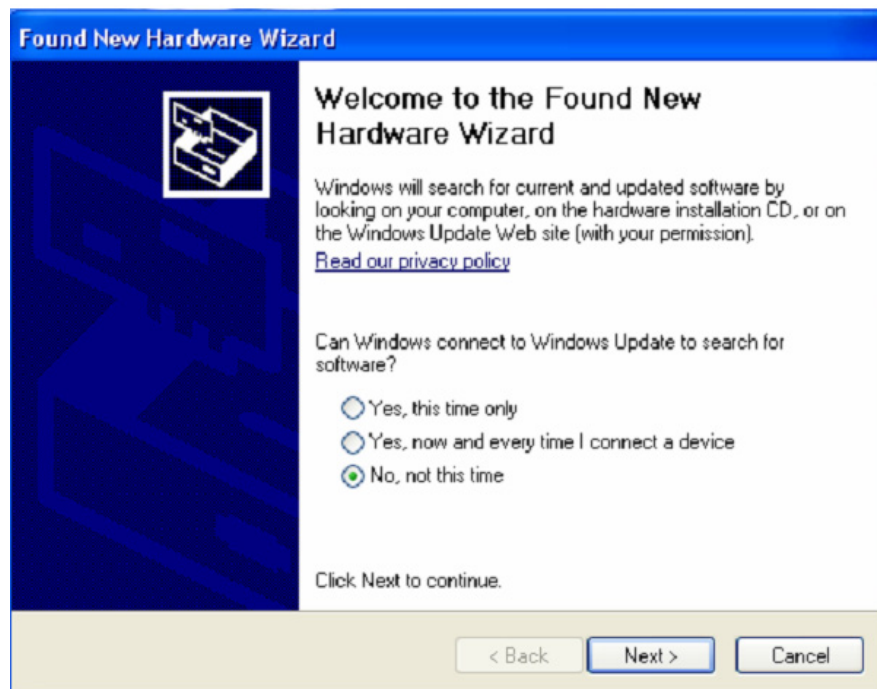 Found New Hardware Wizard
Welcome to the Found New
Hardware Wizard
Windows will search for current and updated software by
looking on your computer, on the hardware installation CD, or on
the Windows Update Web site (with your permission).
Read our privacy policy
Can Windows connect to Windows Update to search for
software?
Yes, this time only
Yes, now and every time I connect a device
No, not this time
Click Next to continue.
< Back
Next >
Cancel